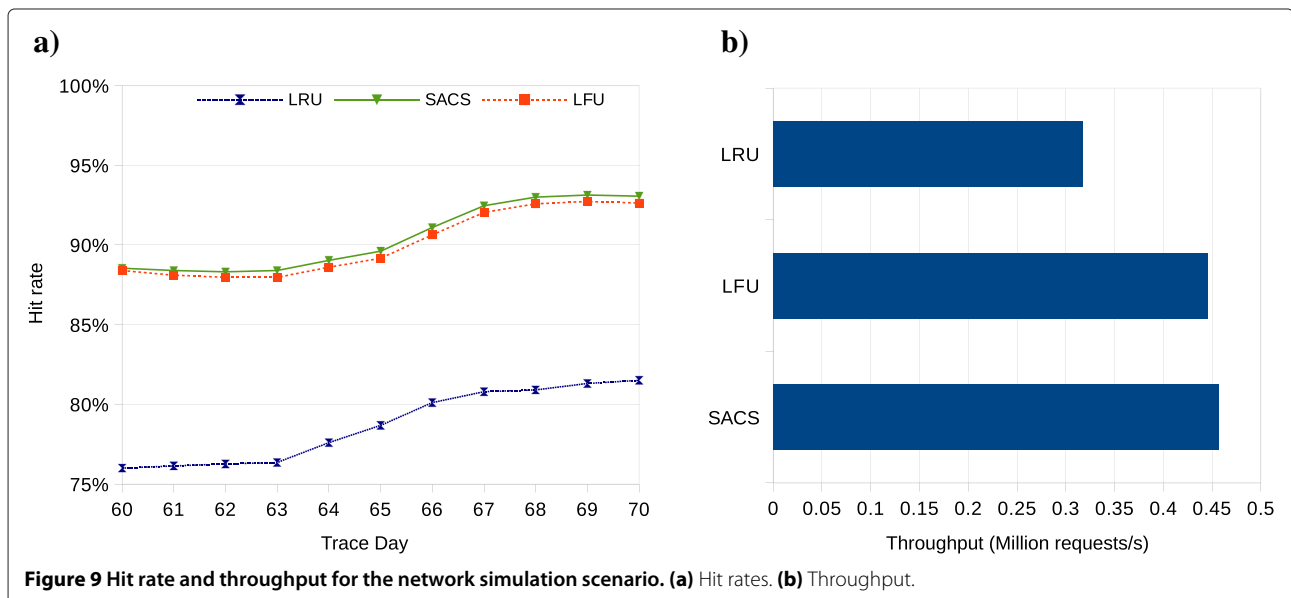 a)
LRU SACS LFU
100%
95%
90%
85%
80%
75%
Hit rate
60 61 62 63 64 65 66 67 68 69 70
Trace Day
b)
LRU
LFU
SACS
0 0.05 0.1 0.15 0.2 0.25 0.3 0.35 0.4 0.45 0.5
Throughput (Million requests/s)
Figure 9 Hit rate and throughput for the network simulation scenario. (a) Hit rates. (b) Throughput.